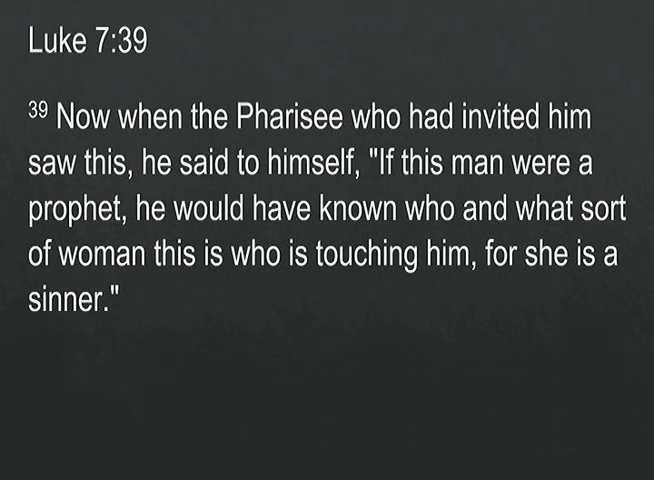 Luke 7:39
39 Now when the Pharisee who had invited him
saw this, he said to himself, "If this man were a
prophet, he would have known who and what sort
of woman this is who is touching him, for she is a
sinner."